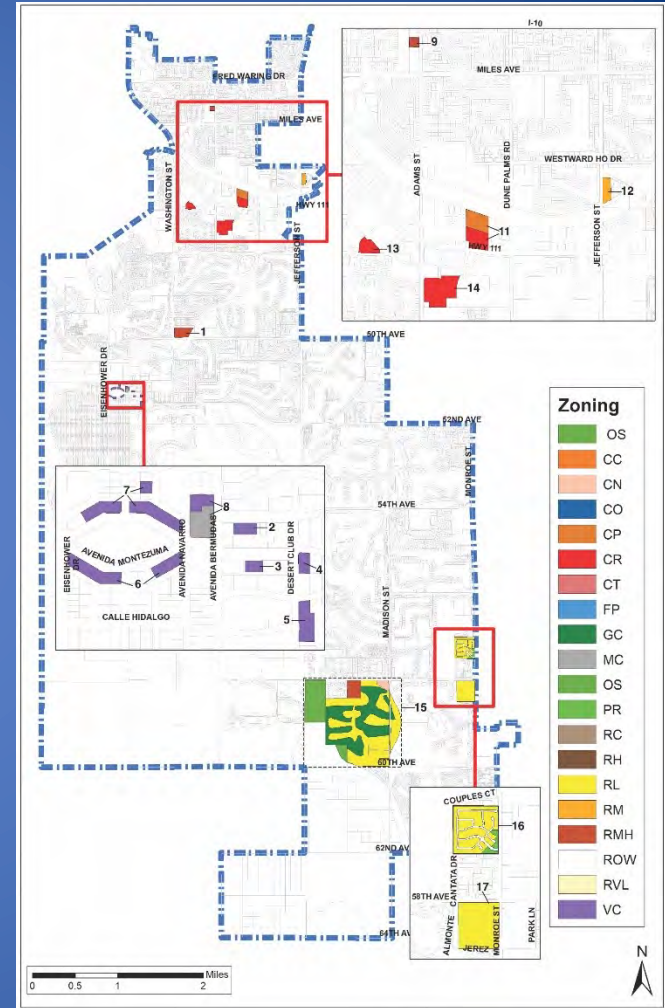 I-10
9
MILES AVE
ADAMS ST
DUNE PALMS RD
WESTWARD HO DR
JEFFERSON ST
12
11
HWY 111
13
14
FRED WARING DR
MILES AVE
WASHINGTON ST
HWY 111
JEFFERSON ST
1
50TH AVE
EISENHOWER DR
52ND AVE
MONROE ST
54TH AVE
MADISON ST
7
8
2
AVENIDA MONTEZUMA
AVENIDA NAVARRO
AVENIDA BERMUDAS
DESERT CLUB DR
EISENHOWER DR
3
4
6
5
CALLE HIDALGO
15
60TH AVE
COUPLES CT
16
CANTATA DR
62ND AVE
58TH AVE
17
ALMONTE
JEREZ
MONROE ST
PARK LN
64TH AVE
Zoning
OS
CC
CN
CO
CP
CR
CT
FP
GC
MC
OS
PR
RC
RH
RL
RM
RMH
ROW
RVL
VC
Miles
0 0.5 1 2
N